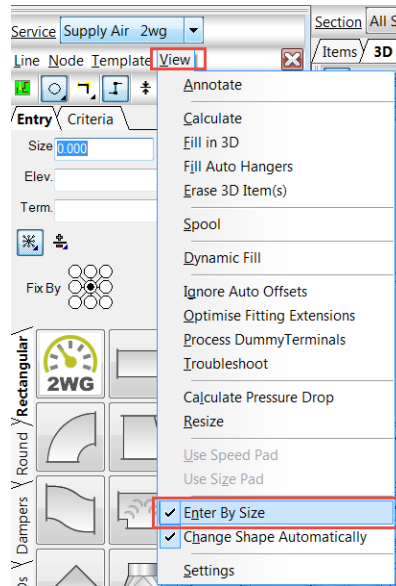 Service Supply Air 2wg
Section All S
Line Node Template View
Items 3D
Entry Criteria
Size 0.000
Elev.
Term.
Fix By
Rectangular
Round
Dampers
2WG
Annotate
Calculate
Fill in 3D
Fill Auto Hangers
Erase 3D Item(s)
Spool
Dynamic Fill
Ignore Auto Offsets
Optimise Fitting Extensions
Process DummyTerminals
Troubleshoot
Calculate Pressure Drop
Resize
Use Speed Pad
Use Size Pad
Enter By Size
Change Shape Automatically
Settings